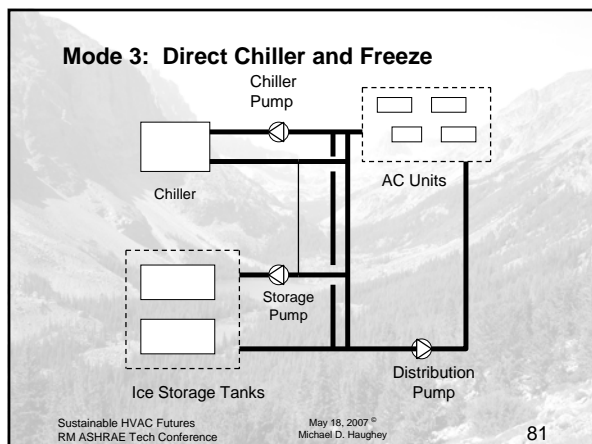 Mode 3: Direct Chiller and Freeze
Chiller
Pump
Chiller
AC Units
Storage
Pump
Ice Storage Tanks
Distribution
Pump
Sustainable HVAC Futures
RM ASHRAE Tech Conference
May 18, 2007 ©
Michael D. Haughey
81